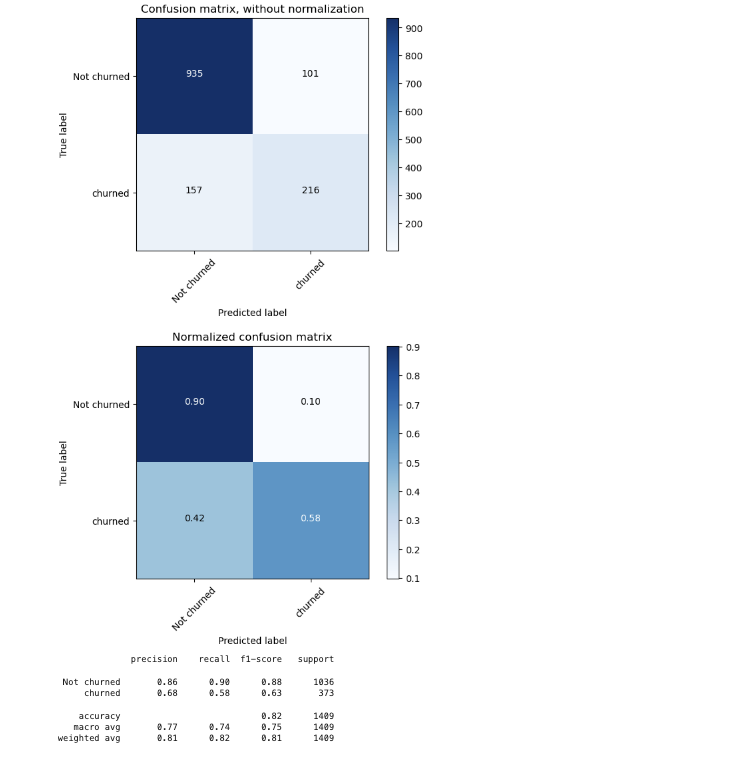 Confusion matrix, without normalization
900
Not churned
935
101
800
700
600
True label
500
400
churned
157
216
300
200
Not churned
churned
Predicted label
Normalized confusion matrix
0.9
Not churned
0.90
0.10
0.8
0.7
0.6
True label
0.5
0.4
churned
0.42
0.58
0.3
0.2
0.1
Not churned
churned
Predicted label
precision recall f1-score support
Not churned 0.86 0.90 0.88 1036
churned 0.68 0.58 0.63 373
accuracy 0.82 1409
macro avg 0.77 0.74 0.75 1409
weighted avg 0.81 0.82 0.81 1409